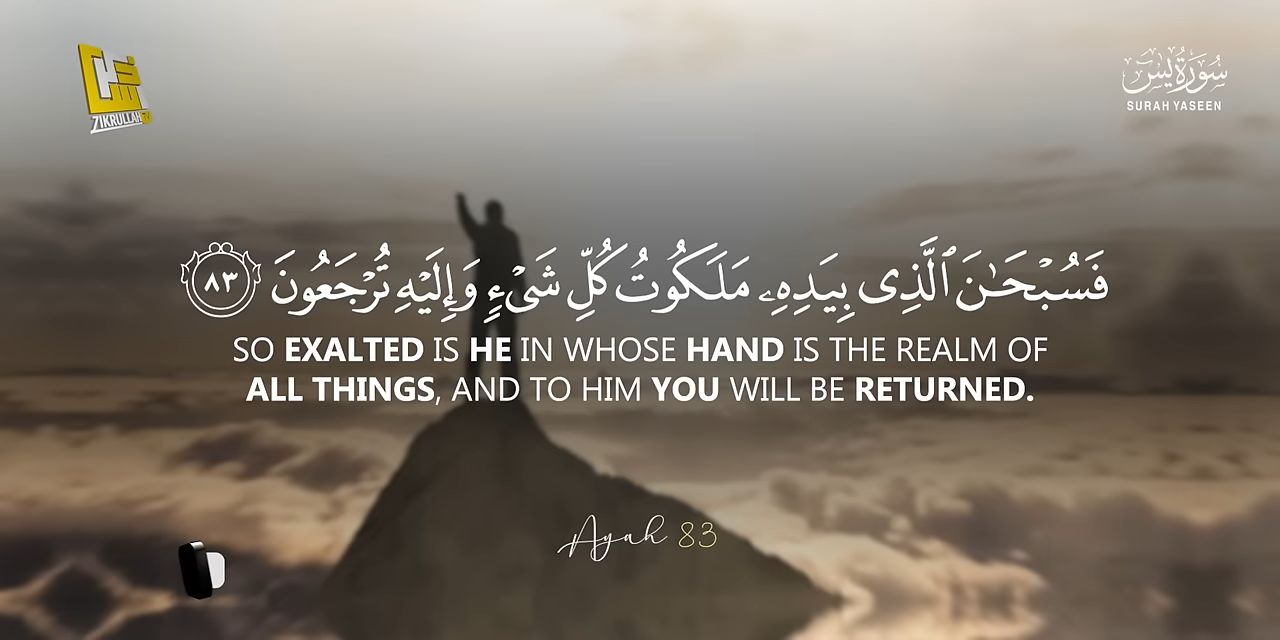 ZIKRULLAH TV
سُورَةُ يسٓ
SURAH YASEEN
فَسُبْحَـٰنَ ٱلَّذِى بِيَدِهِۦ مَلَكُوتُ كُلِّ شَىْءٍ وَإِلَيْهِ تُرْجَعُونَ ٨٣
SO EXALTED IS HE IN WHOSE HAND IS THE REALM OF
ALL THINGS, AND TO HIM YOU WILL BE RETURNED.
Ayah 83